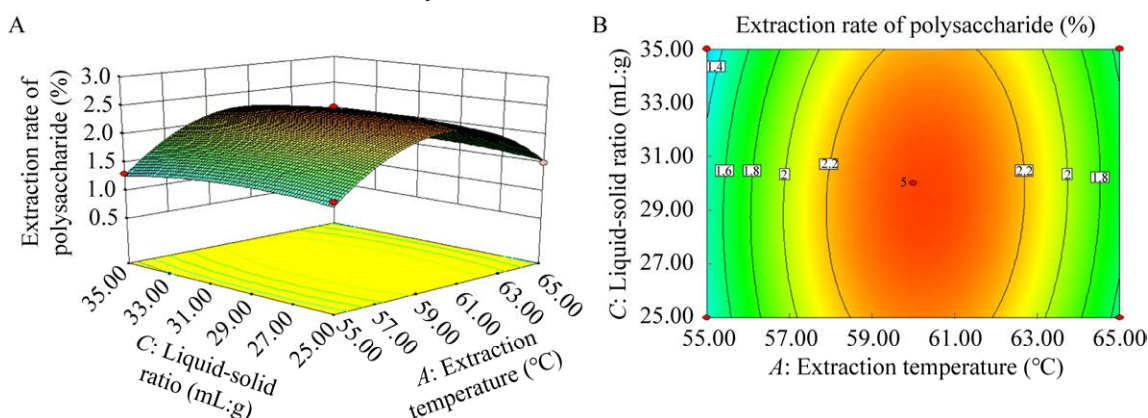 A
Extraction rate of
polysaccharide (%)
3.0
2.5
2.0
1.5
1.0
0.5
35.00
33.00
31.00
29.00
27.00
25.00
C: Liquid-solid
ratio (mL:g)
55.00
57.00
59.00
61.00
63.00
65.00
A: Extraction
temperature (°C)
B
Extraction rate of polysaccharide (%)
C: Liquid-solid ratio (mL:g)
35.00
33.00
31.00
29.00
27.00
25.00
1.4
1.6
1.8
2
2.2
5
2.2
2
1.8
55.00 57.00 59.00 61.00 63.00 65.00
A: Extraction temperature (°C)